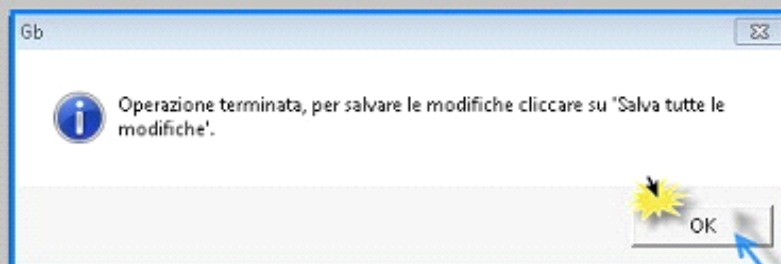 Gb
Operazione terminata, per salvare le modifiche cliccare su 'Salva tutte le
modifiche'.
OK